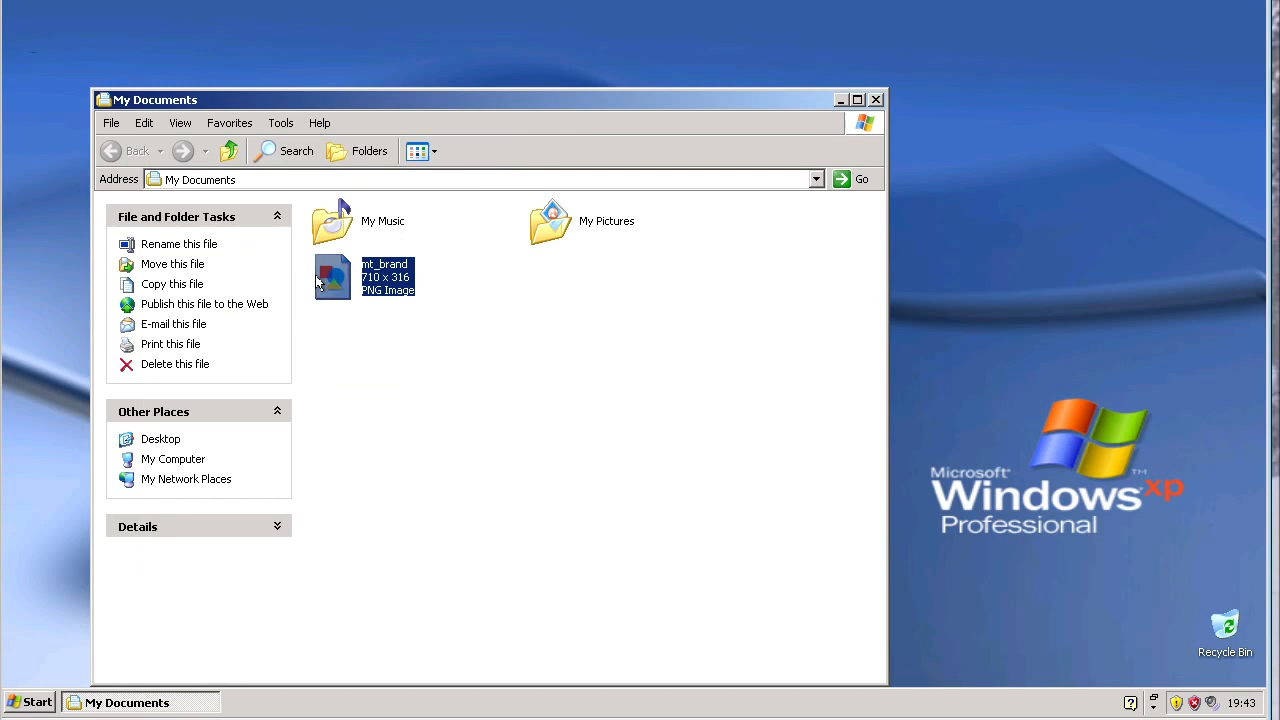 My Documents
File Edit View Favorites Tools Help
Back Search Folders
Address My Documents Go
File and Folder Tasks
Rename this file
Move this file
Copy this file
Publish this file to the Web
E-mail this file
Print this file
Delete this file
Other Places
Desktop
My Computer
My Network Places
Details
My Music
My Pictures
mt_brand
710 x 316
PNG Image
Microsoft®
Windows xp
Professional
TM
Recycle Bin
Start My Documents 19:43